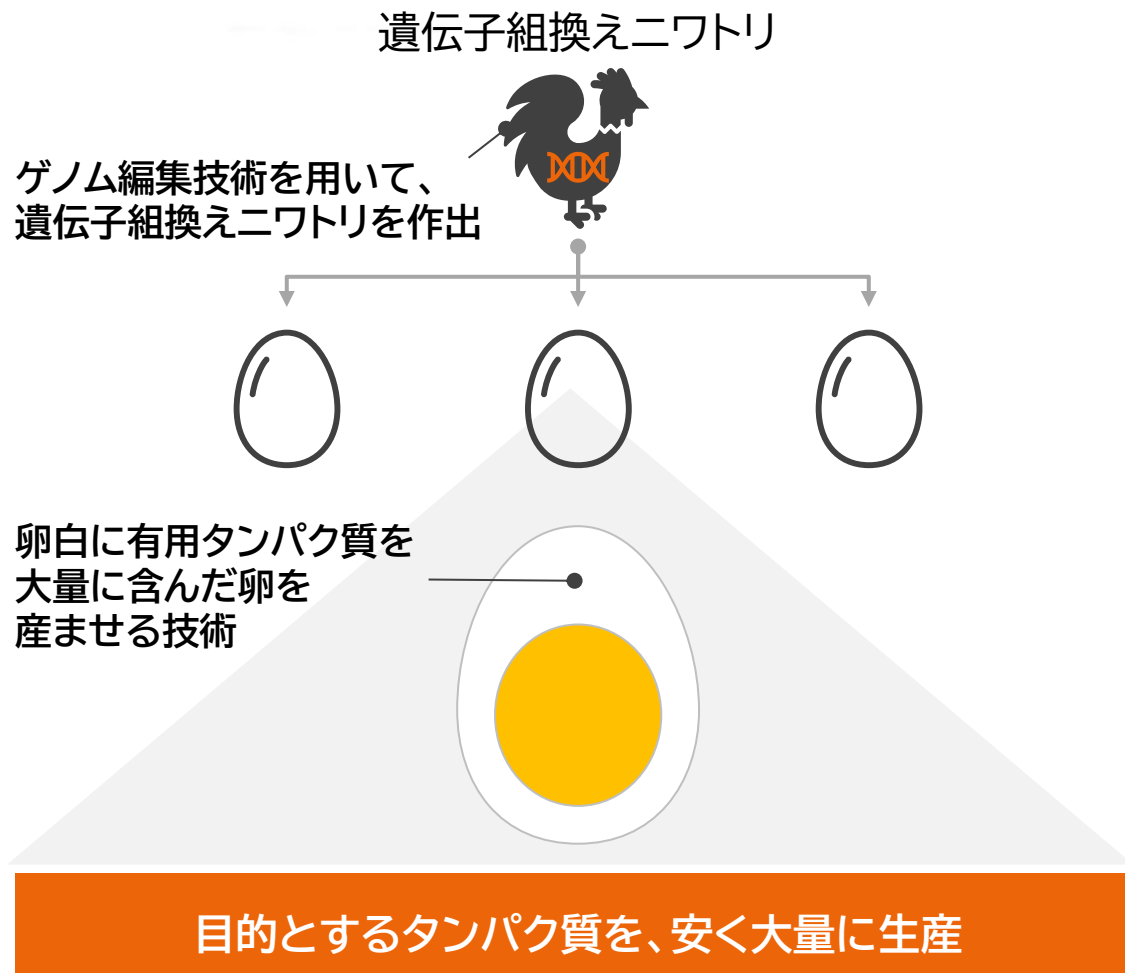 遺伝子組換えニワトリ
ゲノム編集技術を用いて、
遺伝子組換えニワトリを作出
卵白に有用タンパク質を
大量に含んだ卵を
産ませる技術
目的とするタンパク質を、安く大量に生産